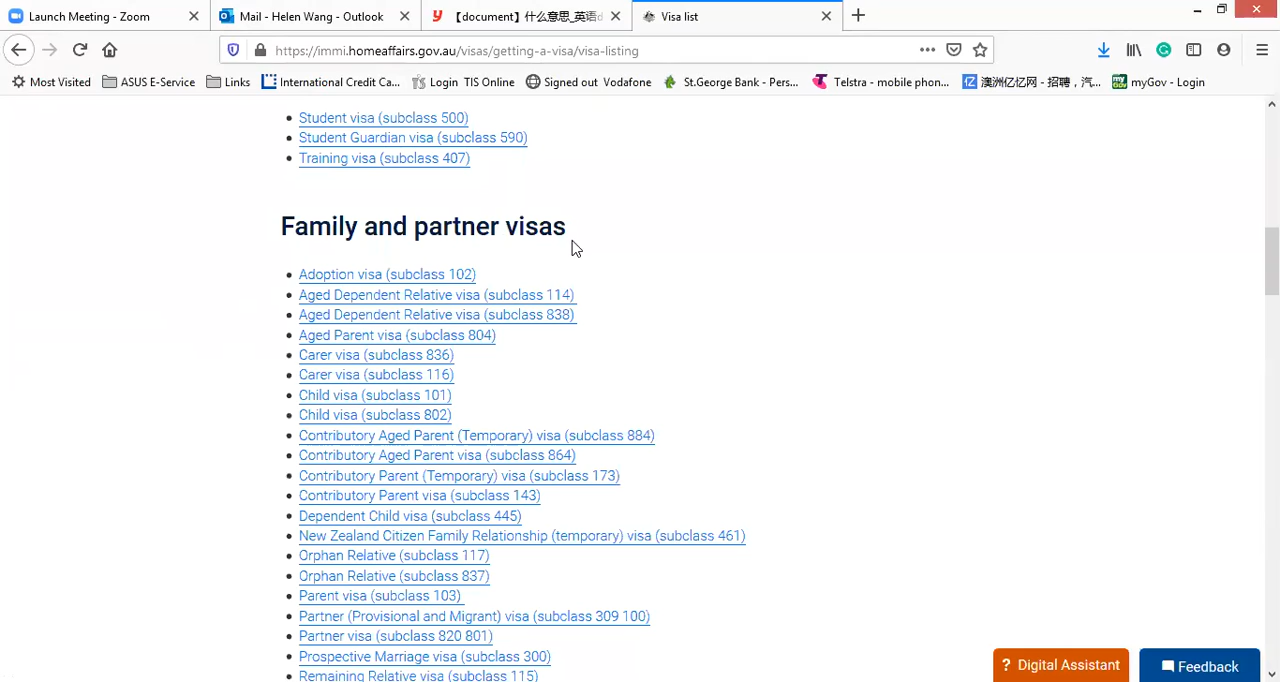 Launch Meeting - Zoom
Mail - Helen Wang - Outlook
【document】什么意思_英语d
Visa list
https://immi.homeaffairs.gov.au/visas/getting-a-visa/visa-listing
Most Visited
ASUS E-Service
Links
International Credit Ca...
Login TIS Online
Signed out Vodafone
St.George Bank - Pers...
Telstra - mobile phon...
澳洲亿忆网 - 招聘，汽...
myGov - Login
Student visa (subclass 500)
Student Guardian visa (subclass 590)
Training visa (subclass 407)
Family and partner visas
Adoption visa (subclass 102)
Aged Dependent Relative visa (subclass 114)
Aged Dependent Relative visa (subclass 838)
Aged Parent visa (subclass 804)
Carer visa (subclass 836)
Carer visa (subclass 116)
Child visa (subclass 101)
Child visa (subclass 802)
Contributory Aged Parent (Temporary) visa (subclass 884)
Contributory Aged Parent visa (subclass 864)
Contributory Parent (Temporary) visa (subclass 173)
Contributory Parent visa (subclass 143)
Dependent Child visa (subclass 445)
New Zealand Citizen Family Relationship (temporary) visa (subclass 461)
Orphan Relative (subclass 117)
Orphan Relative (subclass 837)
Parent visa (subclass 103)
Partner (Provisional and Migrant) visa (subclass 309 100)
Partner visa (subclass 820 801)
Prospective Marriage visa (subclass 300)
Remaining Relative visa (subclass 115)
? Digital Assistant
Feedback